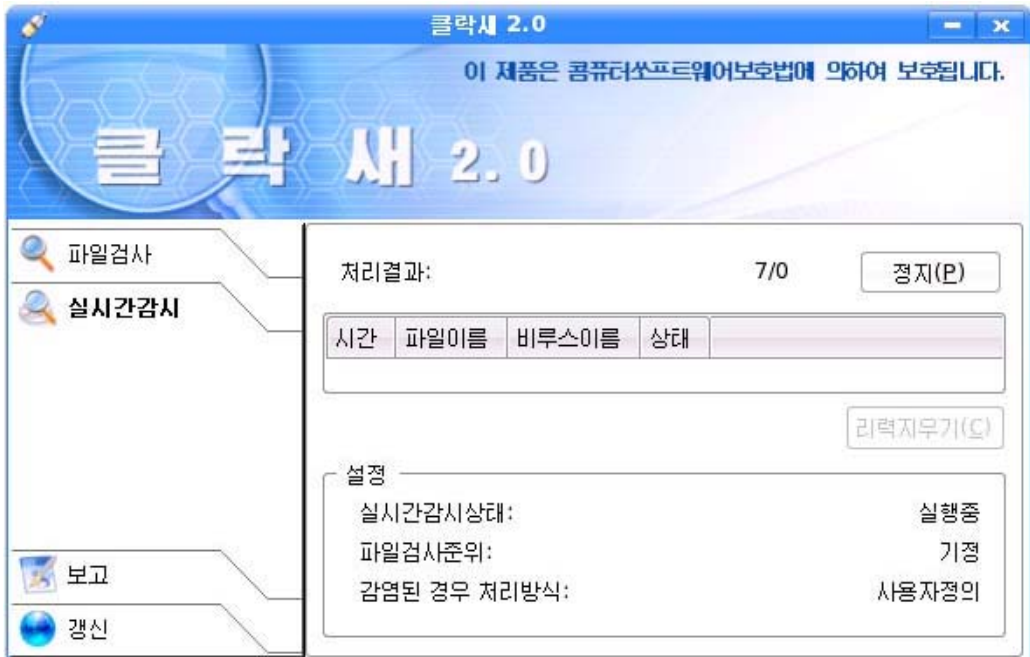 클락새 2.0
이 제품은 콤퓨터쏘프트웨어보호법에 의하여 보호됩니다.
클락새 2.0
파일검사
실시간감시
처리결과: 7/0 정지(P)
시간 파일이름 비루스이름 상태
리력지우기(C)
설정
실시간감시상태: 실행중
파일검사준위: 기정
감염된 경우 처리방식: 사용자정의
보고
갱신